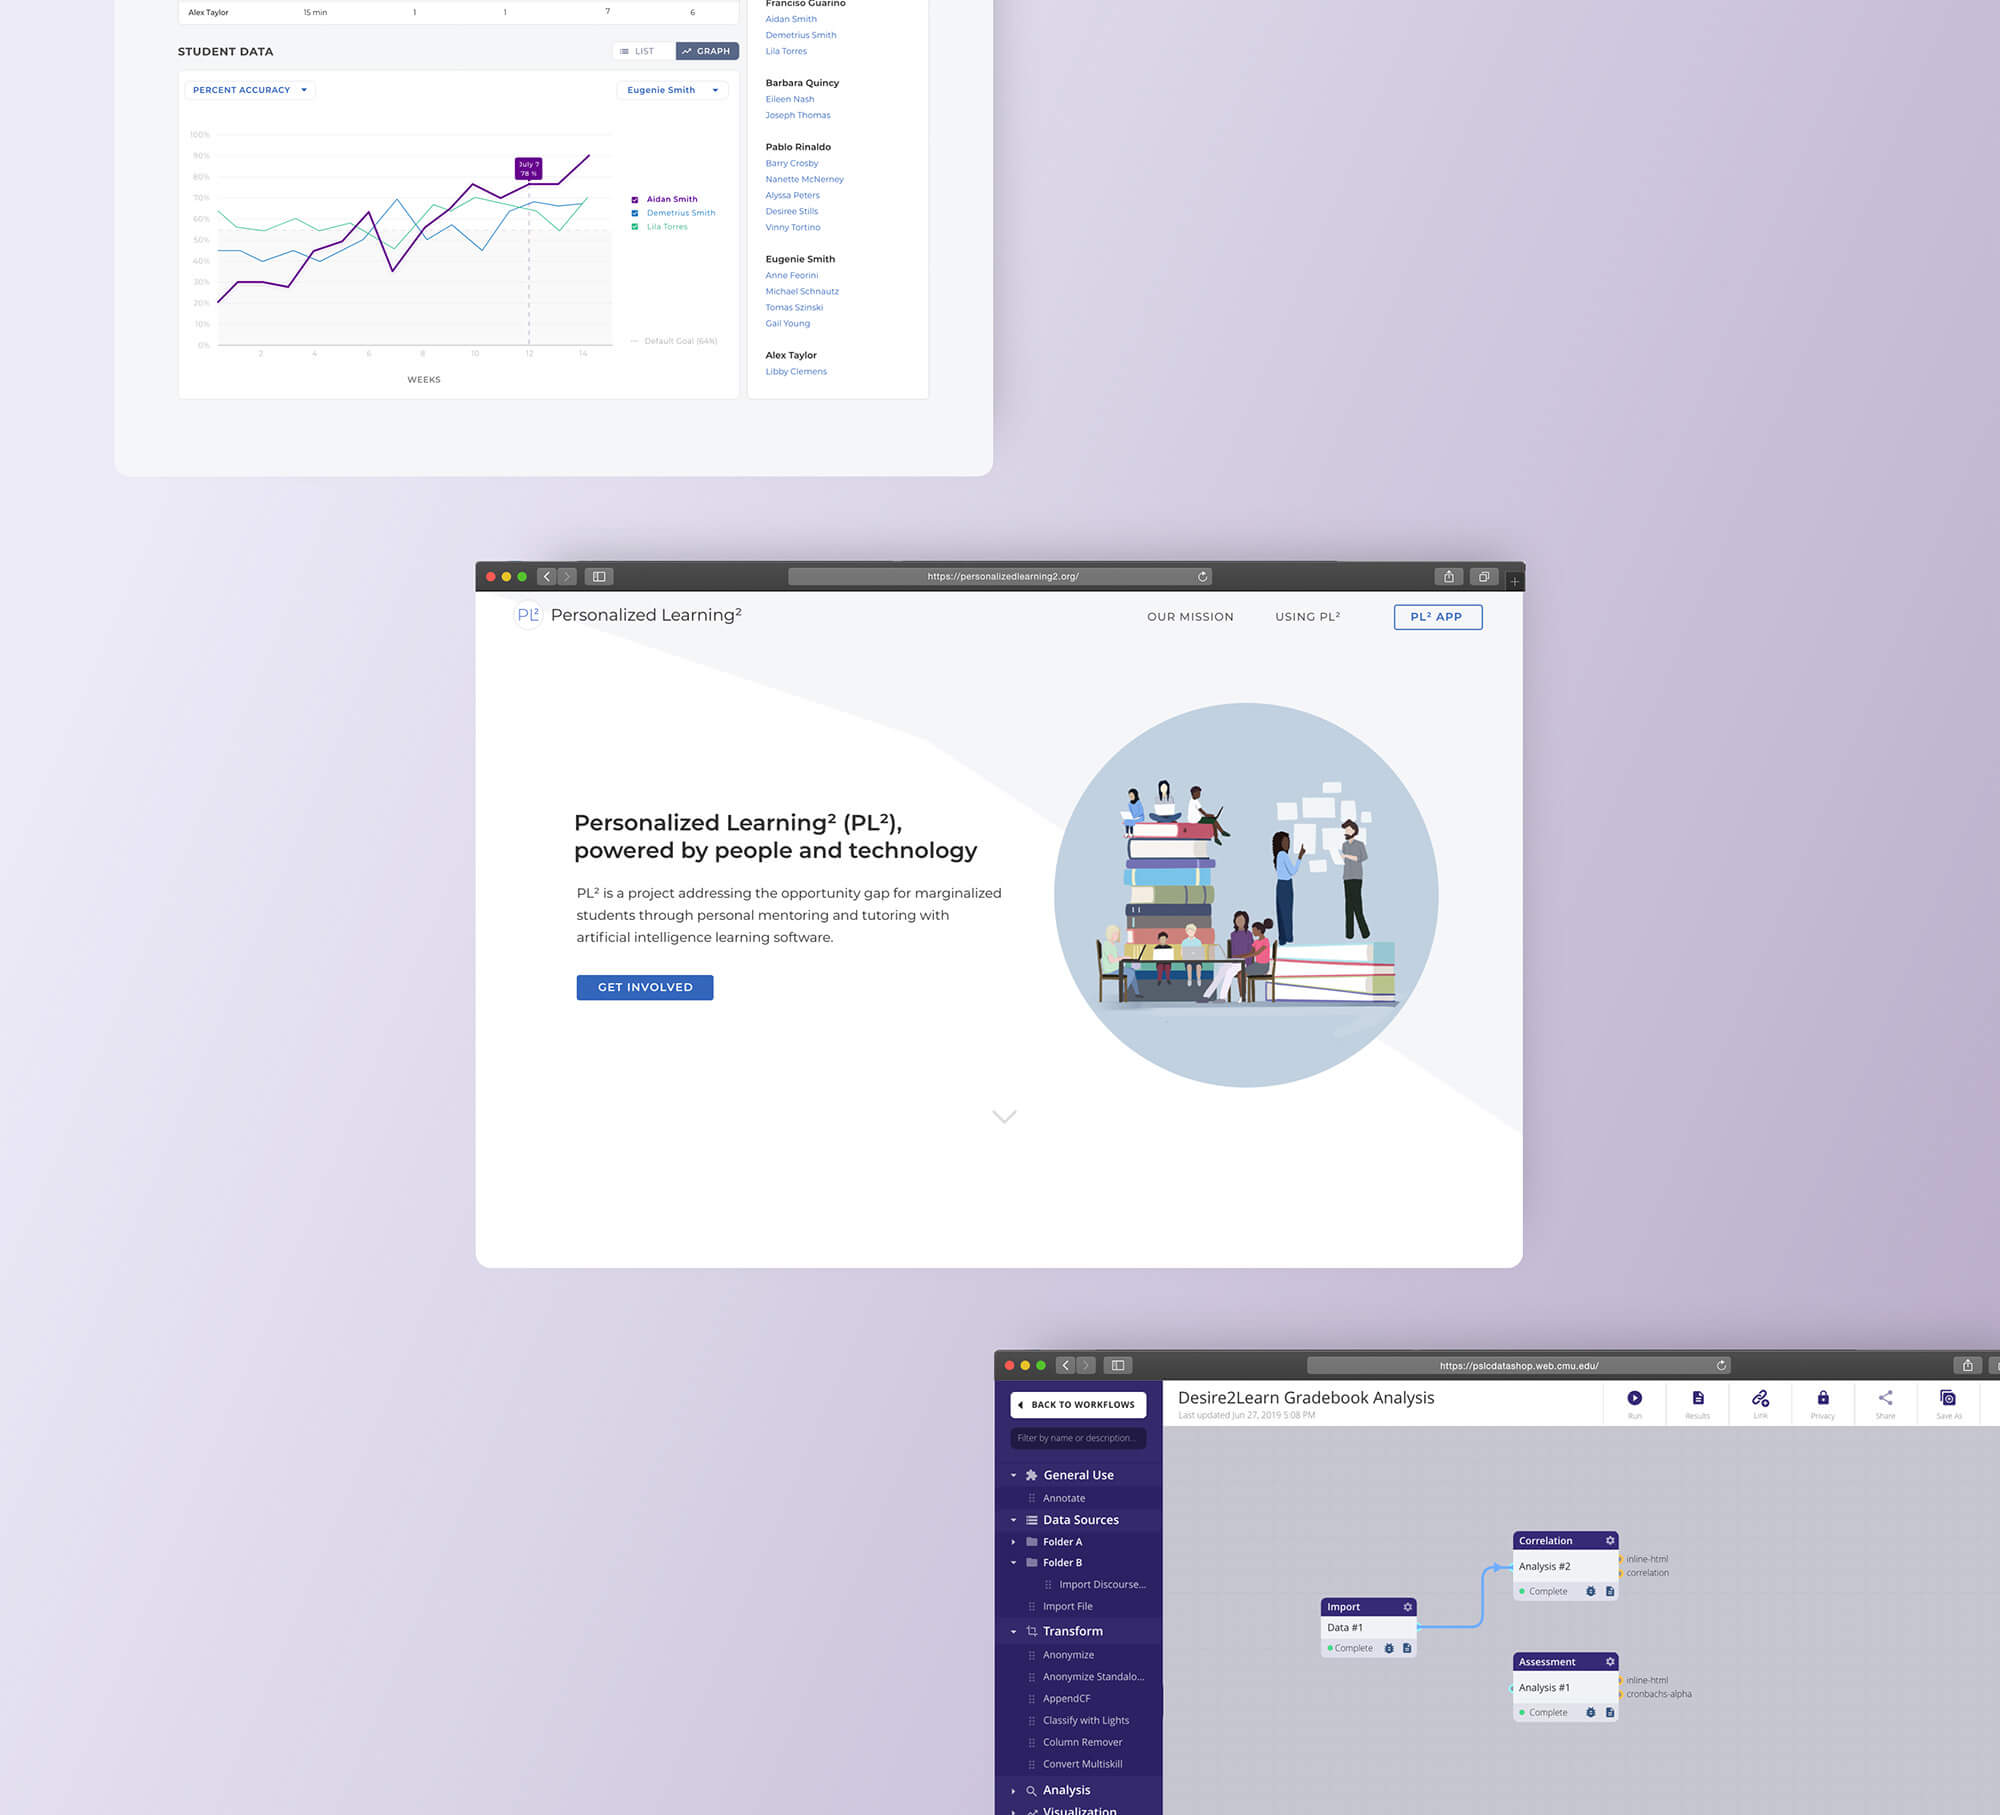 Alex Taylor 15 min 1 1 7 6
STUDENT DATA
LIST
GRAPH
PERCENT ACCURACY
Eugenie Smith
100%
90%
80%
70%
60%
50%
40%
30%
20%
10%
0%
July 7
78 %
2 4 6 8 10 12 14
WEEKS
Aidan Smith
Demetrius Smith
Lila Torres
Default Goal (64%)
Franciso Guarino
Aidan Smith
Demetrius Smith
Lila Torres
Barbara Quincy
Eileen Nash
Joseph Thomas
Pablo Rinaldo
Barry Crosby
Nanette McNerney
Alyssa Peters
Desiree Stills
Vinny Tortino
Eugenie Smith
Anne Feorini
Michael Schnautz
Tomas Szinski
Gail Young
Alex Taylor
Libby Clemens
https://personalizedlearning2.org/
PL² Personalized Learning²
OUR MISSION
USING PL²
PL² APP
Personalized Learning² (PL²),
powered by people and technology
PL² is a project addressing the opportunity gap for marginalized
students through personal mentoring and tutoring with
artificial intelligence learning software.
GET INVOLVED
https://pslcdatashop.web.cmu.edu/
BACK TO WORKFLOWS
Filter by name or description...
General Use
Annotate
Data Sources
Folder A
Folder B
Import Discourse...
Import File
Transform
Anonymize
Anonymize Standalo...
AppendCF
Classify with Lights
Column Remover
Convert Multiskill
Analysis
Visualization
Desire2Learn Gradebook Analysis
Last updated Jun 27, 2019 5:08 PM
Run
Results
Link
Privacy
Share
Save As
Import
Data #1
Complete
Correlation
Analysis #2
Complete
inline-html
correlation
Assessment
Analysis #1
Complete
inline-html
cronbachs-alpha